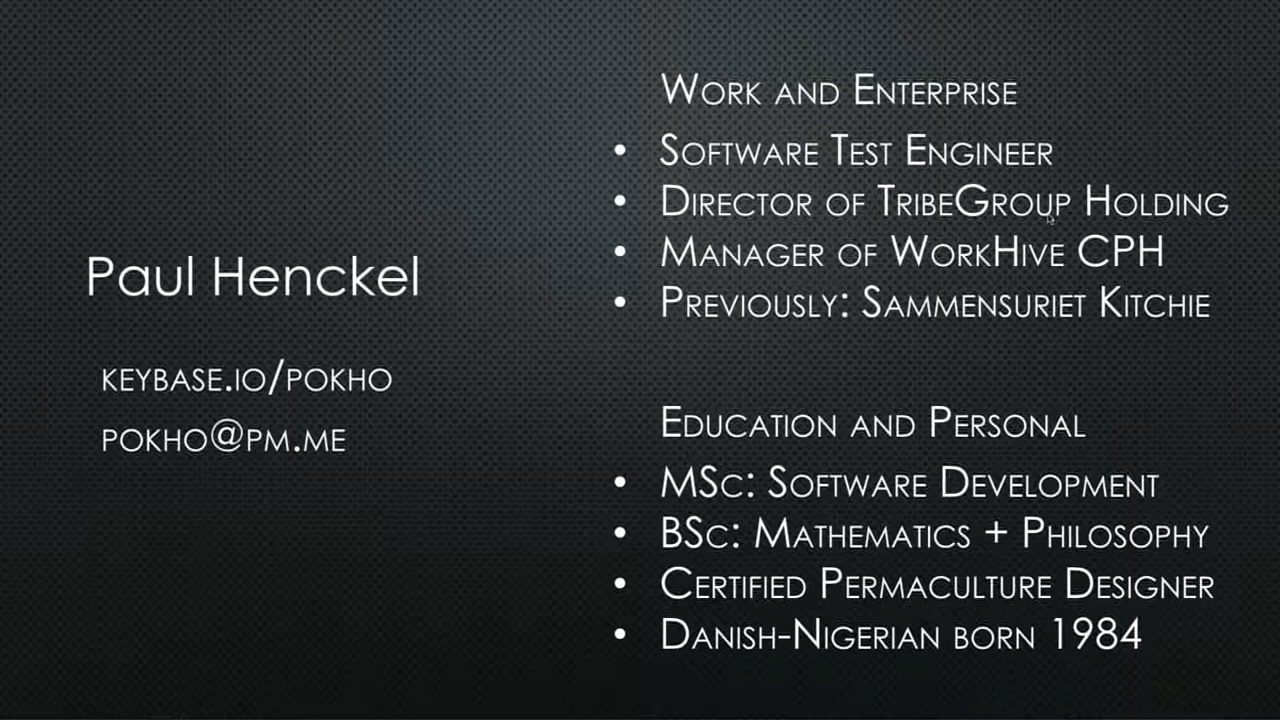 Paul Henckel
keybase.io/pokho
pokho@pm.me
Work and Enterprise
• Software Test Engineer
• Director of TribeGroup Holding
• Manager of WorkHive CPH
• Previously: Sammensuriet Kitchie
Education and Personal
• MSc: Software Development
• BSc: Mathematics + Philosophy
• Certified Permaculture Designer
• Danish-Nigerian born 1984